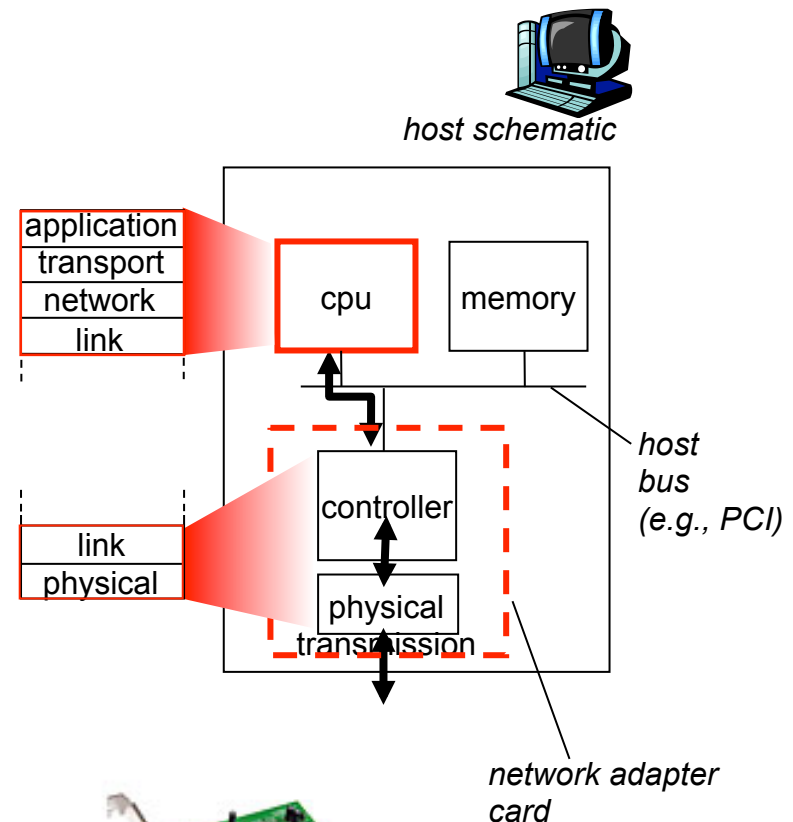 host schematic
application
transport
network
link
cpu
memory
host
bus
(e.g., PCI)
controller
link
physical
physical
transmission
network adapter
card